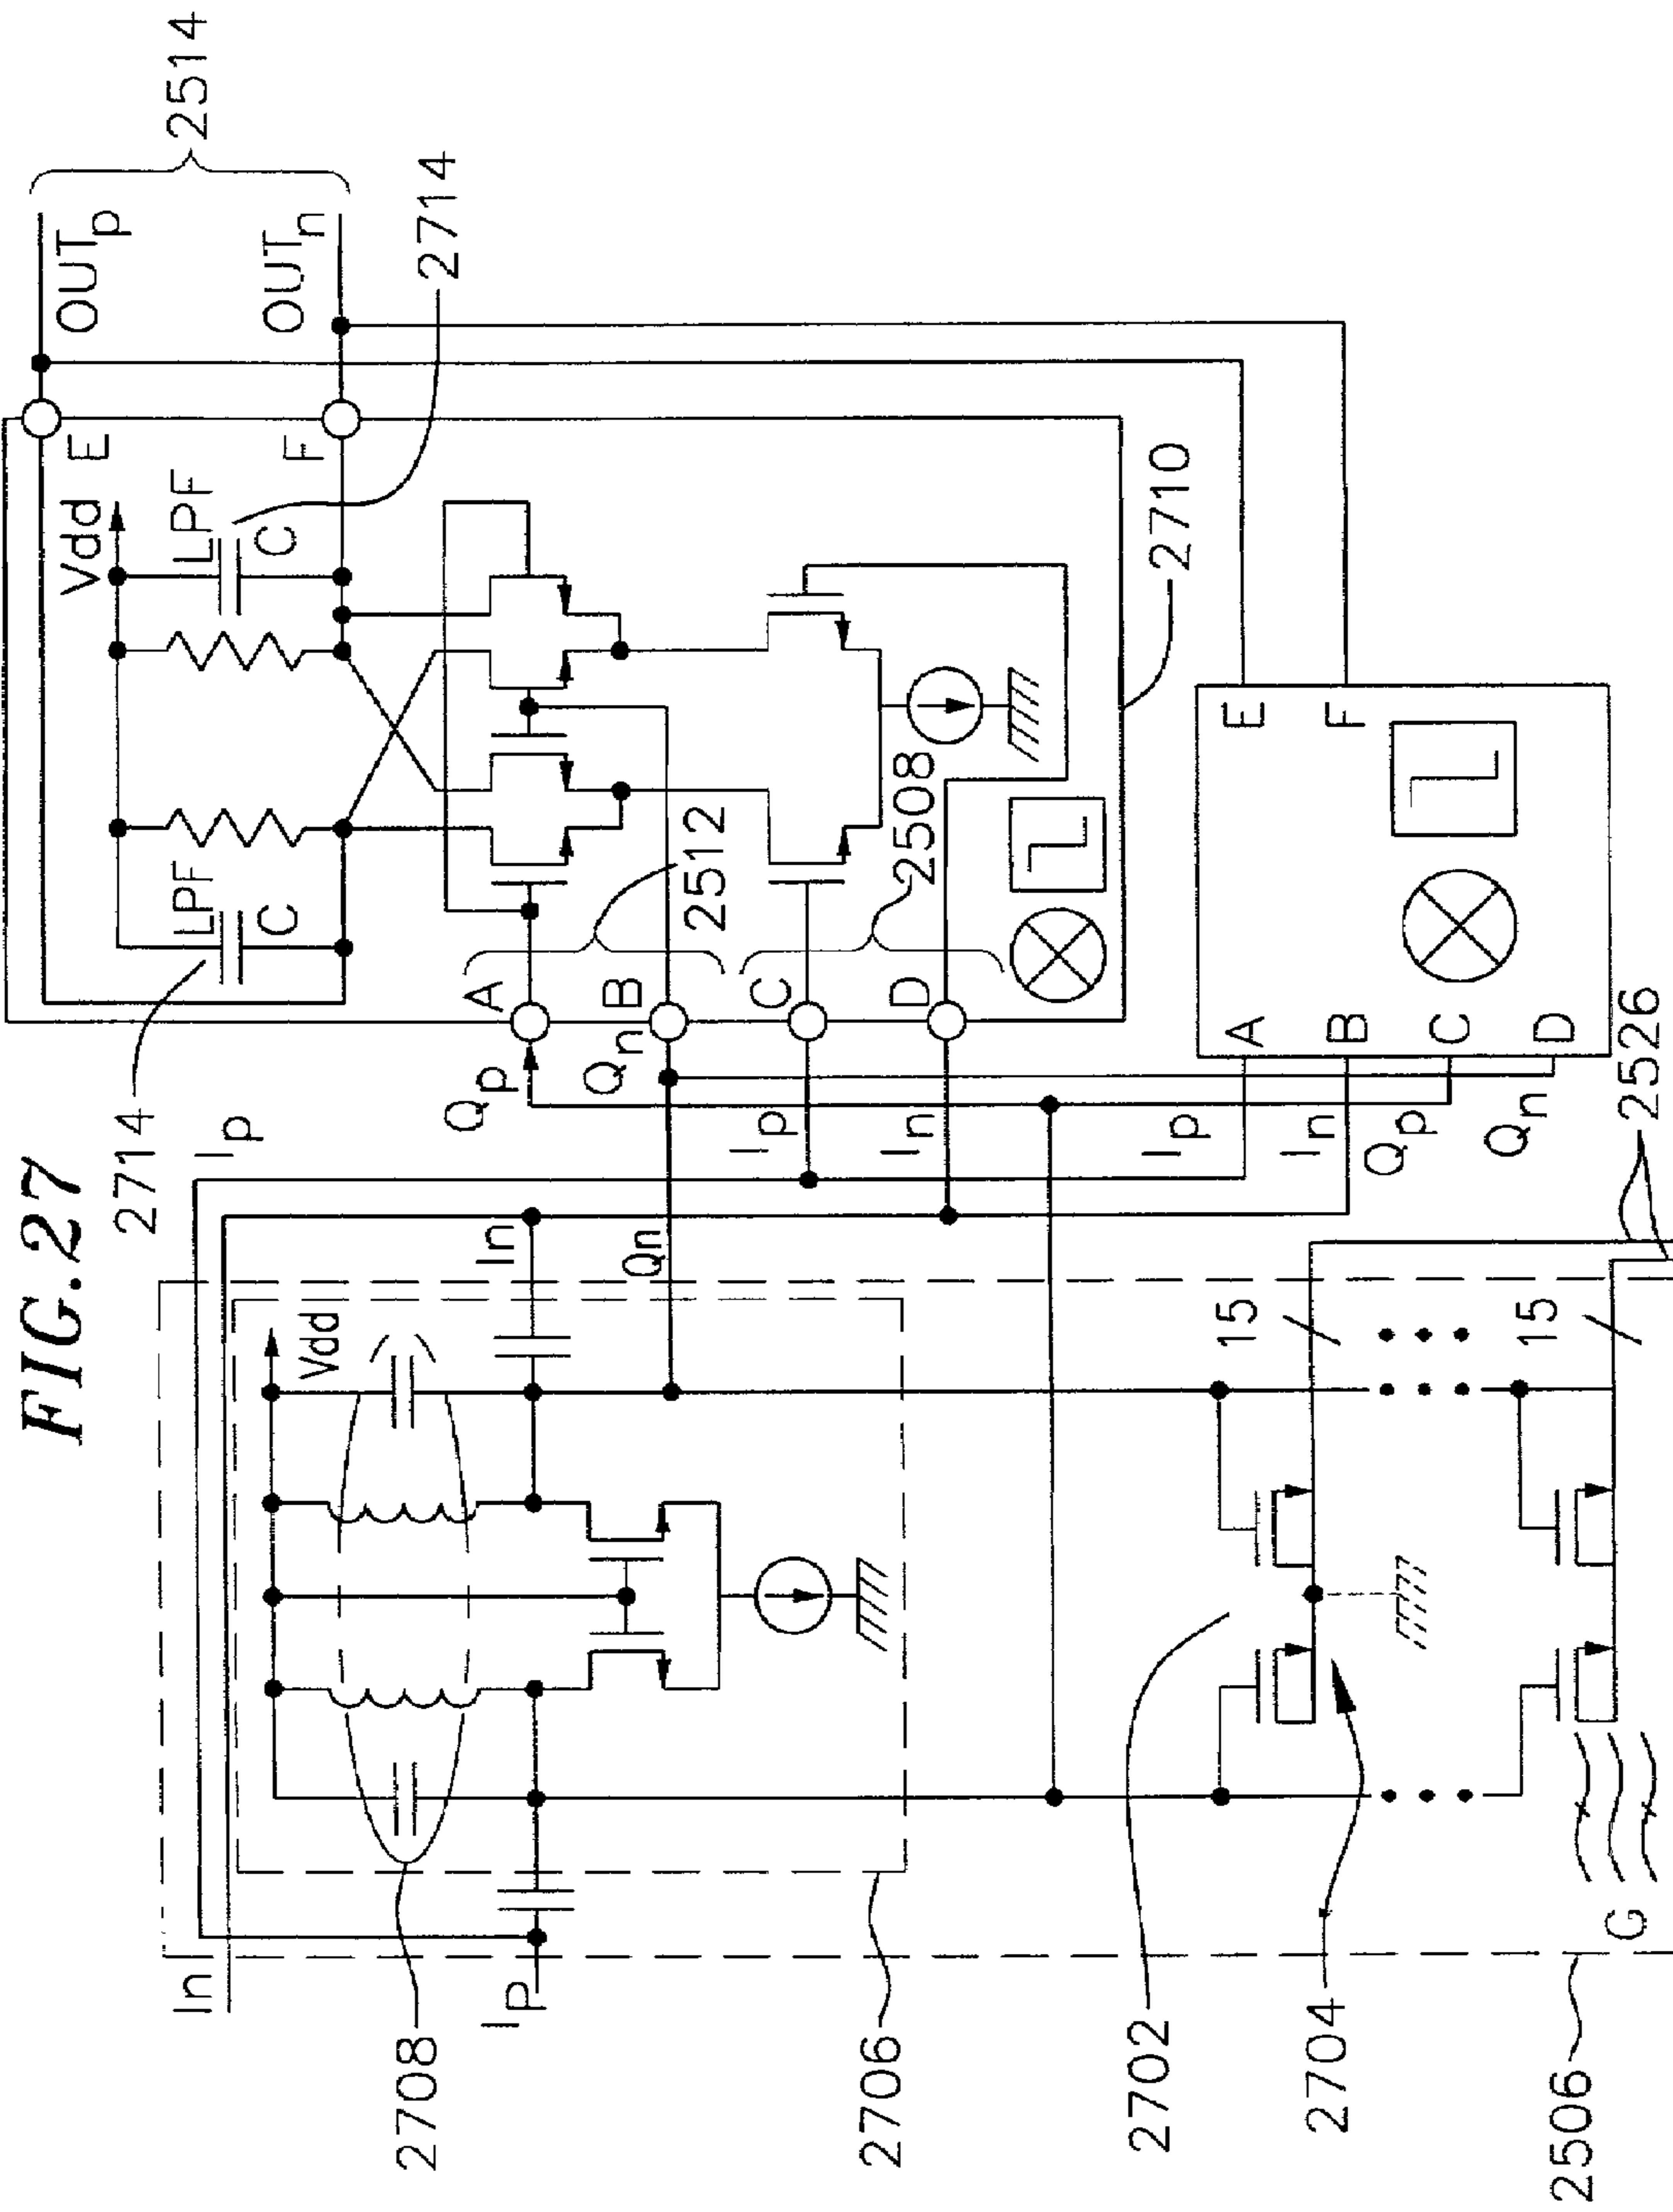 FIG.27
2514
OUTp
OUTn
2714
E
F
Vdd
LPF
C
LPF
C
2714
A
B
C
D
2512
2508
2710
Qp
Qn
Ip
In
Ip
In
Qn
Vdd
In
Ip
2708
2706
E
F
A
B
C
D
Ip
In
Qp
Qn
2526
15
15
2702
2704
G
2506